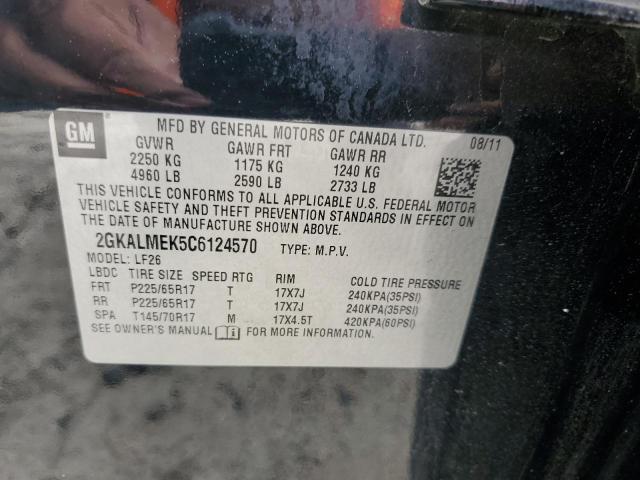 GM
MFD BY GENERAL MOTORS OF CANADA LTD. 08/11
GVWR GAWR FRT GAWR RR
2250 KG 1175 KG 1240 KG
4960 LB 2590 LB 2733 LB
THIS VEHICLE CONFORMS TO ALL APPLICABLE U.S. FEDERAL MOTOR
VEHICLE SAFETY AND THEFT PREVENTION STANDARDS IN EFFECT ON
THE DATE OF MANUFACTURE SHOWN ABOVE.
2GKALMEK5C6124570 TYPE: M.P.V.
MODEL: LF26
LBDC TIRE SIZE SPEED RTG RIM COLD TIRE PRESSURE
FRT P225/65R17 T 17X7J 240KPA(35PSI)
RR P225/65R17 T 17X7J 240KPA(35PSI)
SPA T145/70R17 M 17X4.5T 420KPA(60PSI)
SEE OWNER'S MANUAL FOR MORE INFORMATION.